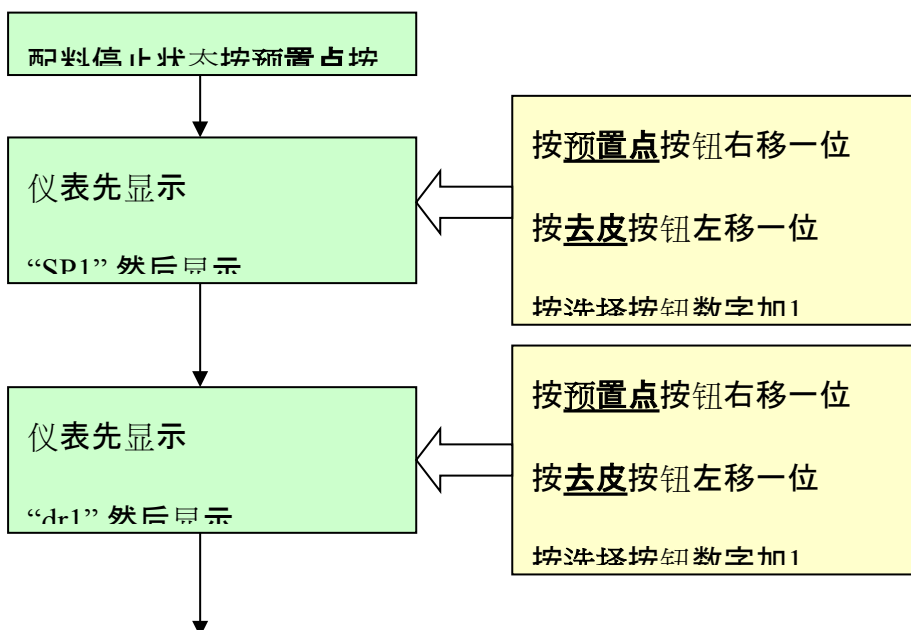 配料停止状态按预置点按
仪表先显示
“SP1” 然后显示
按预置点按钮右移一位
按去皮按钮左移一位
按选择按钮数字加1
仪表先显示
“dr1” 然后显示
按预置点按钮右移一位
按去皮按钮左移一位
按选择按钮数字加1